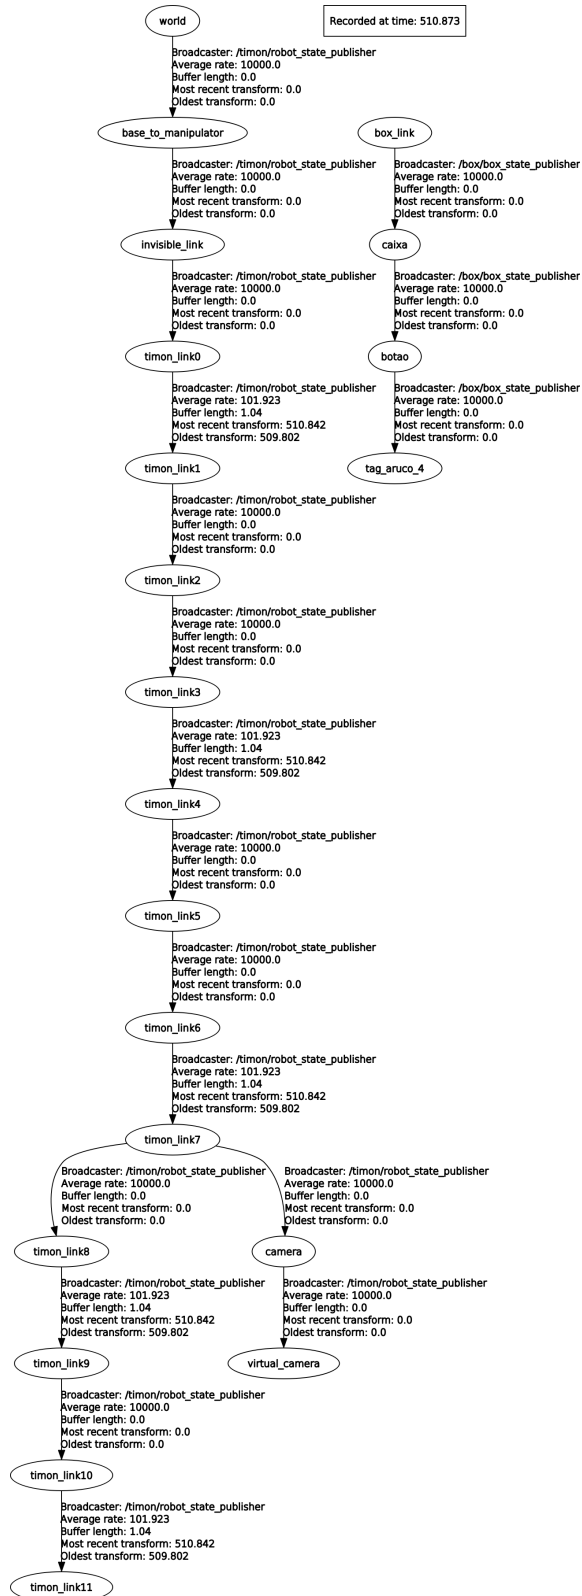 world
Recorded at time: 510.873
Broadcaster: /timon/robot_state_publisher
Average rate: 10000.0
Buffer length: 0.0
Most recent transform: 0.0
Oldest transform: 0.0
base_to_manipulator
box_link
Broadcaster: /timon/robot_state_publisher
Average rate: 10000.0
Buffer length: 0.0
Most recent transform: 0.0
Oldest transform: 0.0
Broadcaster: /box/box_state_publisher
Average rate: 10000.0
Buffer length: 0.0
Most recent transform: 0.0
Oldest transform: 0.0
invisible_link
caixa
Broadcaster: /timon/robot_state_publisher
Average rate: 10000.0
Buffer length: 0.0
Most recent transform: 0.0
Oldest transform: 0.0
Broadcaster: /box/box_state_publisher
Average rate: 10000.0
Buffer length: 0.0
Most recent transform: 0.0
Oldest transform: 0.0
timon_link0
botao
Broadcaster: /timon/robot_state_publisher
Average rate: 101.923
Buffer length: 1.04
Most recent transform: 510.842
Oldest transform: 509.802
Broadcaster: /box/box_state_publisher
Average rate: 10000.0
Buffer length: 0.0
Most recent transform: 0.0
Oldest transform: 0.0
timon_link1
tag_aruco_4
Broadcaster: /timon/robot_state_publisher
Average rate: 10000.0
Buffer length: 0.0
Most recent transform: 0.0
Oldest transform: 0.0
timon_link2
Broadcaster: /timon/robot_state_publisher
Average rate: 10000.0
Buffer length: 0.0
Most recent transform: 0.0
Oldest transform: 0.0
timon_link3
Broadcaster: /timon/robot_state_publisher
Average rate: 101.923
Buffer length: 1.04
Most recent transform: 510.842
Oldest transform: 509.802
timon_link4
Broadcaster: /timon/robot_state_publisher
Average rate: 10000.0
Buffer length: 0.0
Most recent transform: 0.0
Oldest transform: 0.0
timon_link5
Broadcaster: /timon/robot_state_publisher
Average rate: 10000.0
Buffer length: 0.0
Most recent transform: 0.0
Oldest transform: 0.0
timon_link6
Broadcaster: /timon/robot_state_publisher
Average rate: 101.923
Buffer length: 1.04
Most recent transform: 510.842
Oldest transform: 509.802
timon_link7
Broadcaster: /timon/robot_state_publisher
Average rate: 10000.0
Buffer length: 0.0
Most recent transform: 0.0
Oldest transform: 0.0
Broadcaster: /timon/robot_state_publisher
Average rate: 10000.0
Buffer length: 0.0
Most recent transform: 0.0
Oldest transform: 0.0
timon_link8
camera
Broadcaster: /timon/robot_state_publisher
Average rate: 101.923
Buffer length: 1.04
Most recent transform: 510.842
Oldest transform: 509.802
Broadcaster: /timon/robot_state_publisher
Average rate: 10000.0
Buffer length: 0.0
Most recent transform: 0.0
Oldest transform: 0.0
timon_link9
virtual_camera
Broadcaster: /timon/robot_state_publisher
Average rate: 10000.0
Buffer length: 0.0
Most recent transform: 0.0
Oldest transform: 0.0
timon_link10
Broadcaster: /timon/robot_state_publisher
Average rate: 101.923
Buffer length: 1.04
Most recent transform: 510.842
Oldest transform: 509.802
timon_link11